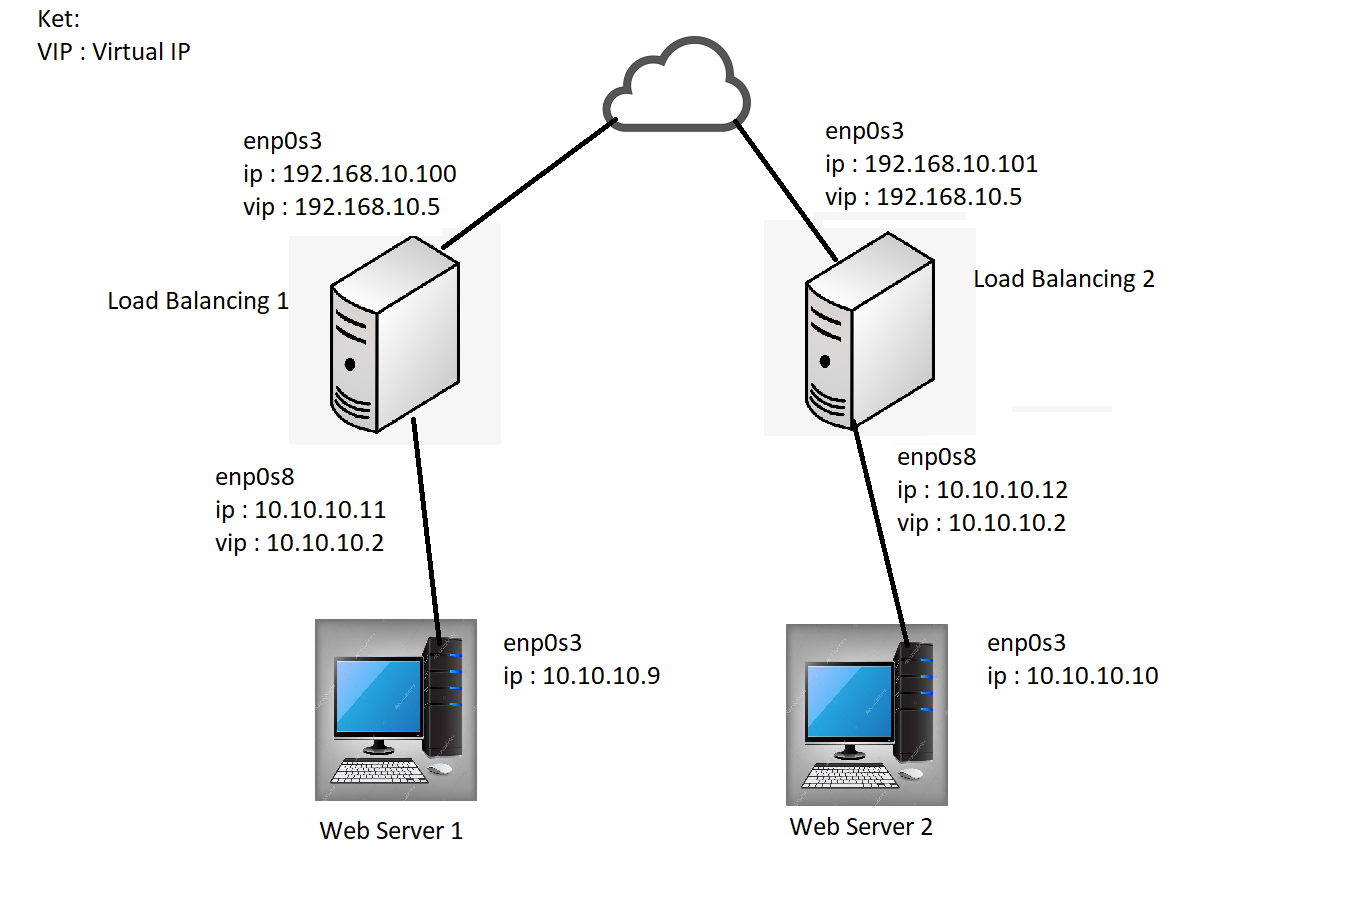 Ket:
VIP : Virtual IP
enp0s3
ip : 192.168.10.100
vip : 192.168.10.5
enp0s3
ip : 192.168.10.101
vip : 192.168.10.5
Load Balancing 1
Load Balancing 2
enp0s8
ip : 10.10.10.11
vip : 10.10.10.2
enp0s8
ip : 10.10.10.12
vip : 10.10.10.2
enp0s3
ip : 10.10.10.9
enp0s3
ip : 10.10.10.10
Web Server 1
Web Server 2